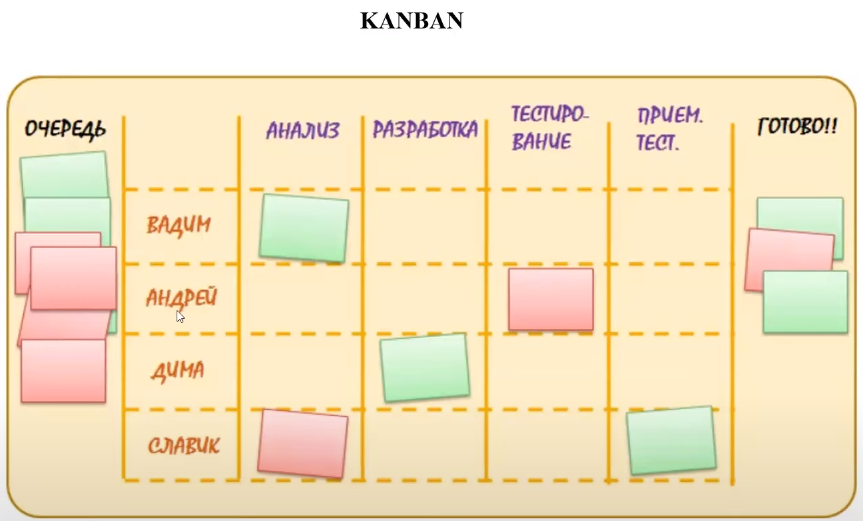 KANBAN
ОЧЕРЕДЬ
АНАЛИЗ
РАЗРАБОТКА
ТЕСТИРО-
ВАНИЕ
ПРИЕМ.
ТЕСТ.
ГОТОВО!!
ВАДИМ
АНДРЕЙ
ДИМА
СЛАВИК